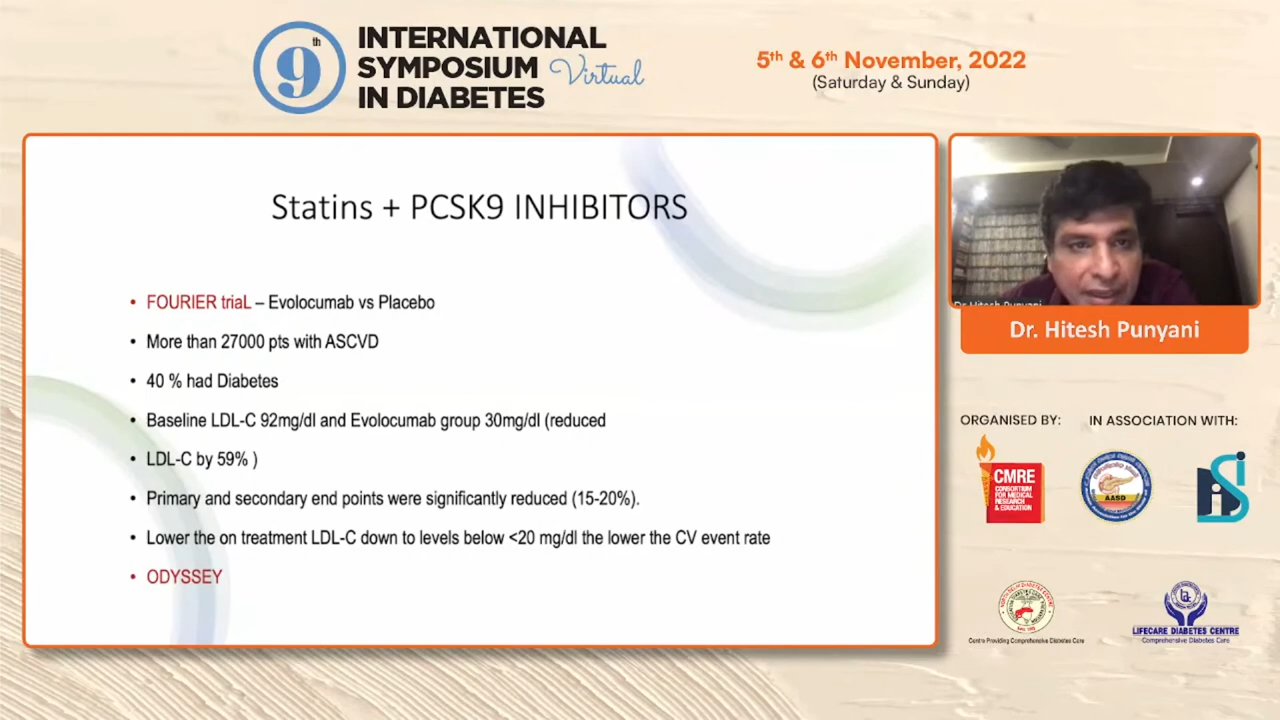 9th
INTERNATIONAL
SYMPOSIUM Virtual
IN DIABETES
5th & 6th November, 2022
(Saturday & Sunday)
Statins + PCSK9 INHIBITORS
• FOURIER triaL – Evolocumab vs Placebo
• More than 27000 pts with ASCVD
• 40 % had Diabetes
• Baseline LDL-C 92mg/dl and Evolocumab group 30mg/dl (reduced
• LDL-C by 59% )
• Primary and secondary end points were significantly reduced (15-20%).
• Lower the on treatment LDL-C down to levels below <20 mg/dl the lower the CV event rate
• ODYSSEY
Dr Hitesh Punyani
Dr. Hitesh Punyani
ORGANISED BY:
IN ASSOCIATION WITH:
CMRE
CONSORTIUM
FOR MEDICAL
RESEARCH
& EDUCATION
AASD
Centre Providing Comprehensive Diabetes Care
LIFECARE DIABETES CENTRE
Comprehensive Diabetes Care